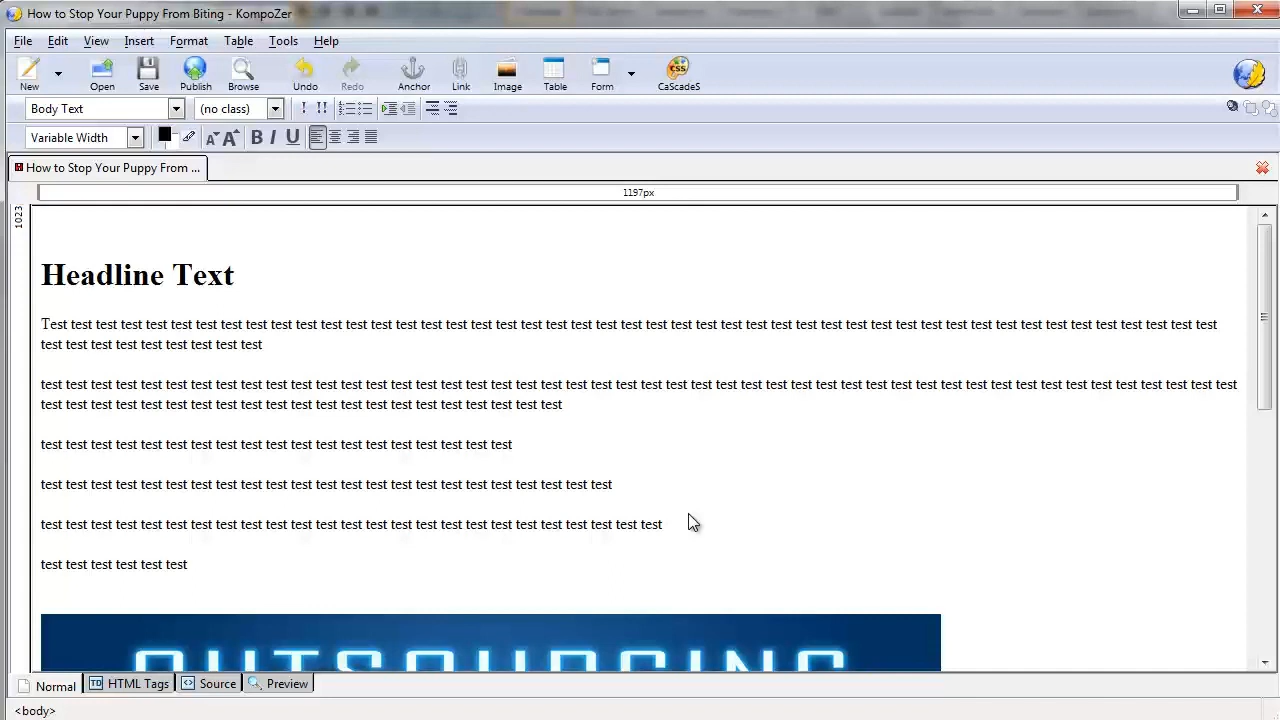 How to Stop Your Puppy From Biting - KompoZer
File Edit View Insert Format Table Tools Help
New Open Save Publish Browse Undo Redo Anchor Link Image Table Form CaScadeS
Body Text (no class)
Variable Width B I U
How to Stop Your Puppy From ...
1197px
1023
Headline Text
Test test test test test test test test test test test test test test test test test test test test test test test test test test test test test test test test test test test test test test test test test test test test test test test
test test test test test test test test test
test test test test test test test test test test test test test test test test test test test test test test test test test test test test test test test test test test test test test test test test test test test test test test test test
test test test test test test test test test test test test test test test test test test test test test
test test test test test test test test test test test test test test test test test test test
test test test test test test test test test test test test test test test test test test test test test test test
test test test test test test test test test test test test test test test test test test test test test test test test test
test test test test test test
OUTSOURCING
Normal HTML Tags Source Preview
<body>